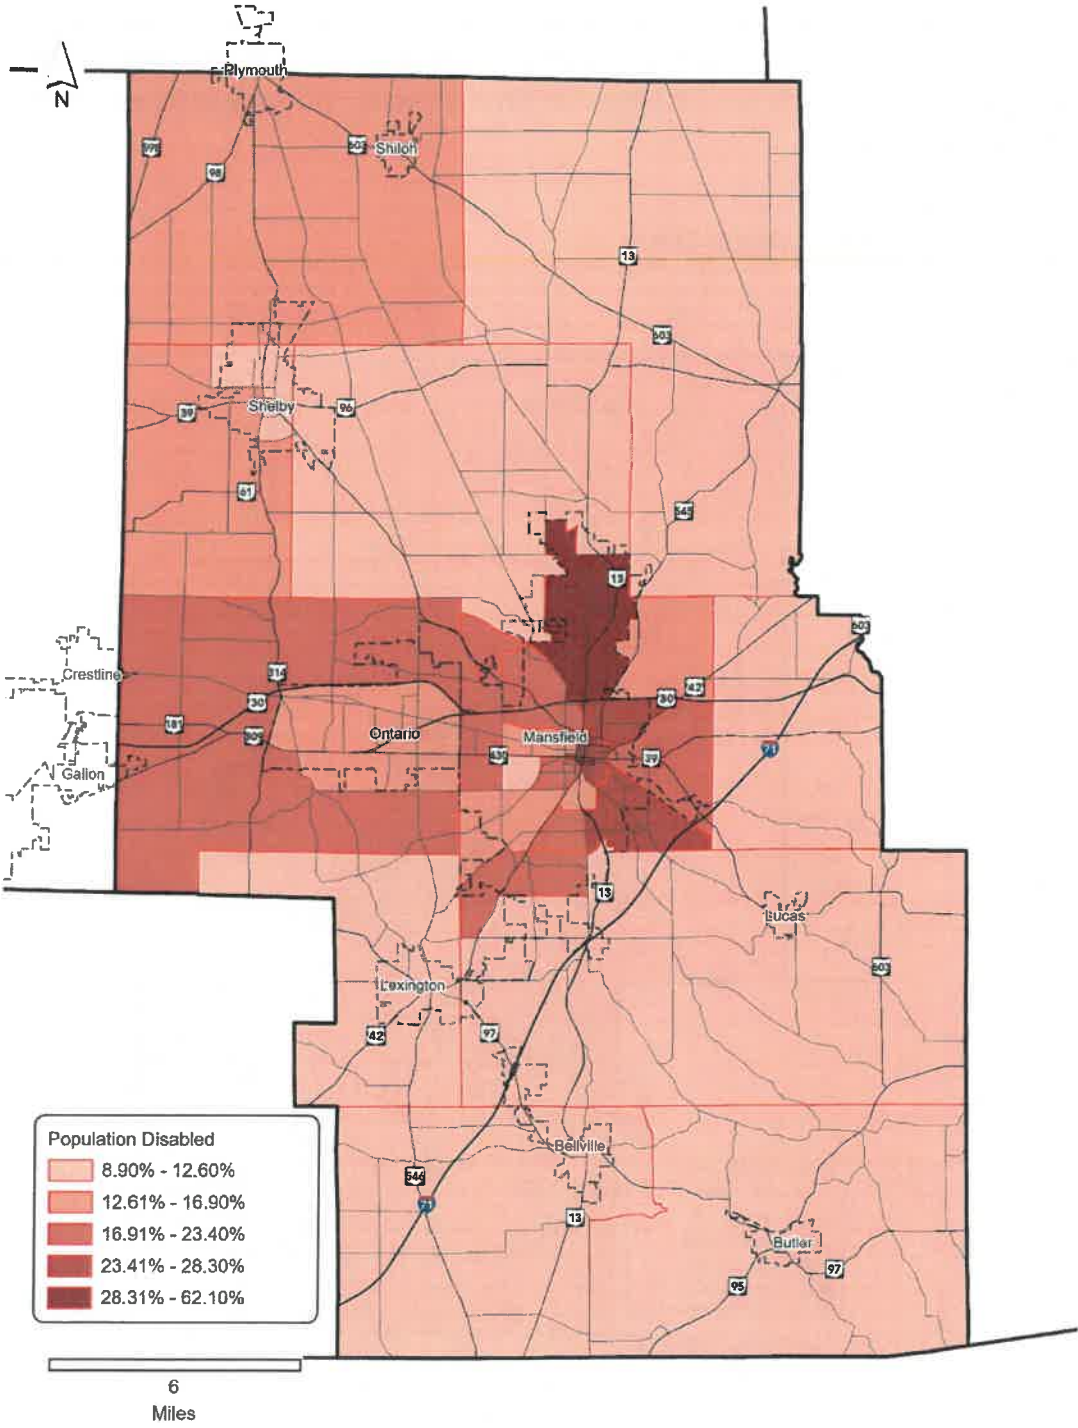 Plymouth
N
603
Shiloh
98
13
603
Shelby
39
96
61
545
13
603
Crestline
314
30
42
30
181
309
Ontario
Mansfield
430
39
71
Galion
13
Lucas
603
Lexington
42
97
Bellville
546
71
13
Butler
97
95
Population Disabled
8.90% - 12.60%
12.61% - 16.90%
16.91% - 23.40%
23.41% - 28.30%
28.31% - 62.10%
6
Miles